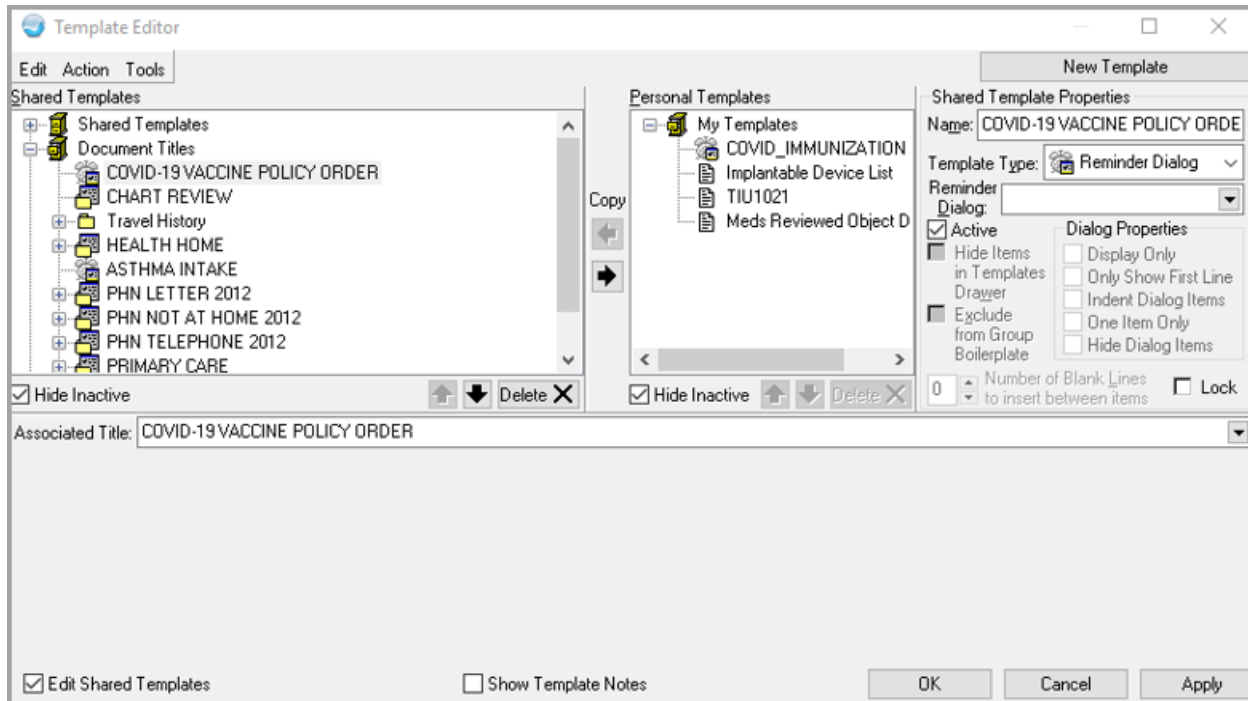 Template Editor
Edit Action Tools
New Template
Shared Templates
Shared Templates
Document Titles
COVID-19 VACCINE POLICY ORDER
CHART REVIEW
Travel History
HEALTH HOME
ASTHMA INTAKE
PHN LETTER 2012
PHN NOT AT HOME 2012
PHN TELEPHONE 2012
PRIMARY CARE
Hide Inactive
Delete
Copy
Personal Templates
My Templates
COVID_IMMUNIZATION
Implantable Device List
TIU1021
Meds Reviewed Object D
Hide Inactive
Delete
Shared Template Properties
Name: COVID-19 VACCINE POLICY ORDE
Template Type: Reminder Dialog
Reminder
Dialog:
Active
Hide Items
in Templates
Drawer
Exclude
from Group
Boilerplate
Dialog Properties
Display Only
Only Show First Line
Indent Dialog Items
One Item Only
Hide Dialog Items
0 Number of Blank Lines
to insert between items
Lock
Associated Title: COVID-19 VACCINE POLICY ORDER
Edit Shared Templates
Show Template Notes
OK
Cancel
Apply